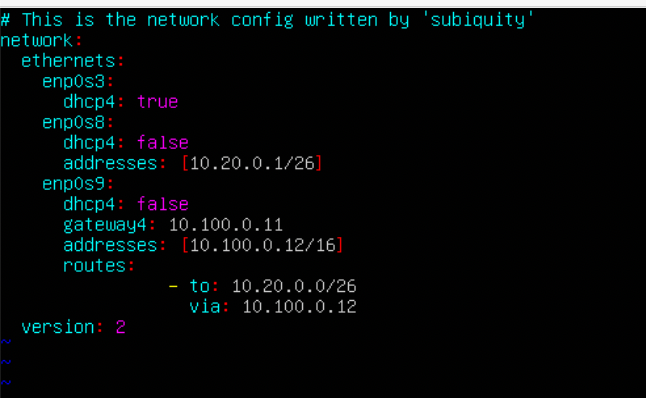 # This is the network config written by 'subiquity'
network:
  ethernets:
    enp0s3:
      dhcp4: true
    enp0s8:
      dhcp4: false
      addresses: [10.20.0.1/26]
    enp0s9:
      dhcp4: false
      gateway4: 10.100.0.11
      addresses: [10.100.0.12/16]
      routes:
                - to: 10.20.0.0/26
                  via: 10.100.0.12
  version: 2
~
~
~